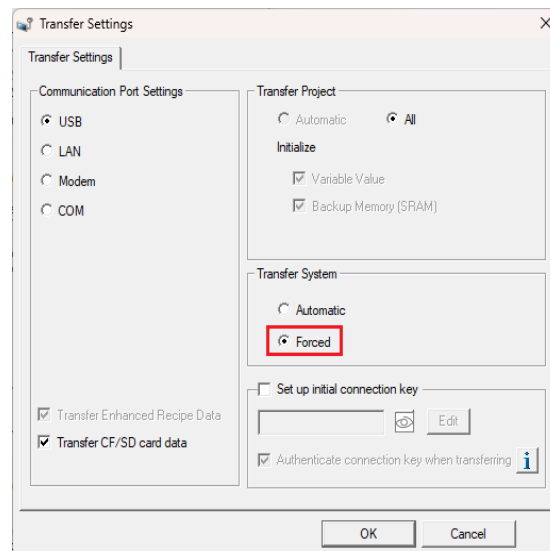 Transfer Settings
Transfer Settings
Communication Port Settings
USB
LAN
Modem
COM
Transfer Enhanced Recipe Data
Transfer CF/SD card data
Transfer Project
Automatic All
Initialize
Variable Value
Backup Memory (SRAM)
Transfer System
Automatic
Forced
Set up initial connection key
Edit
Authenticate connection key when transferring
OK Cancel